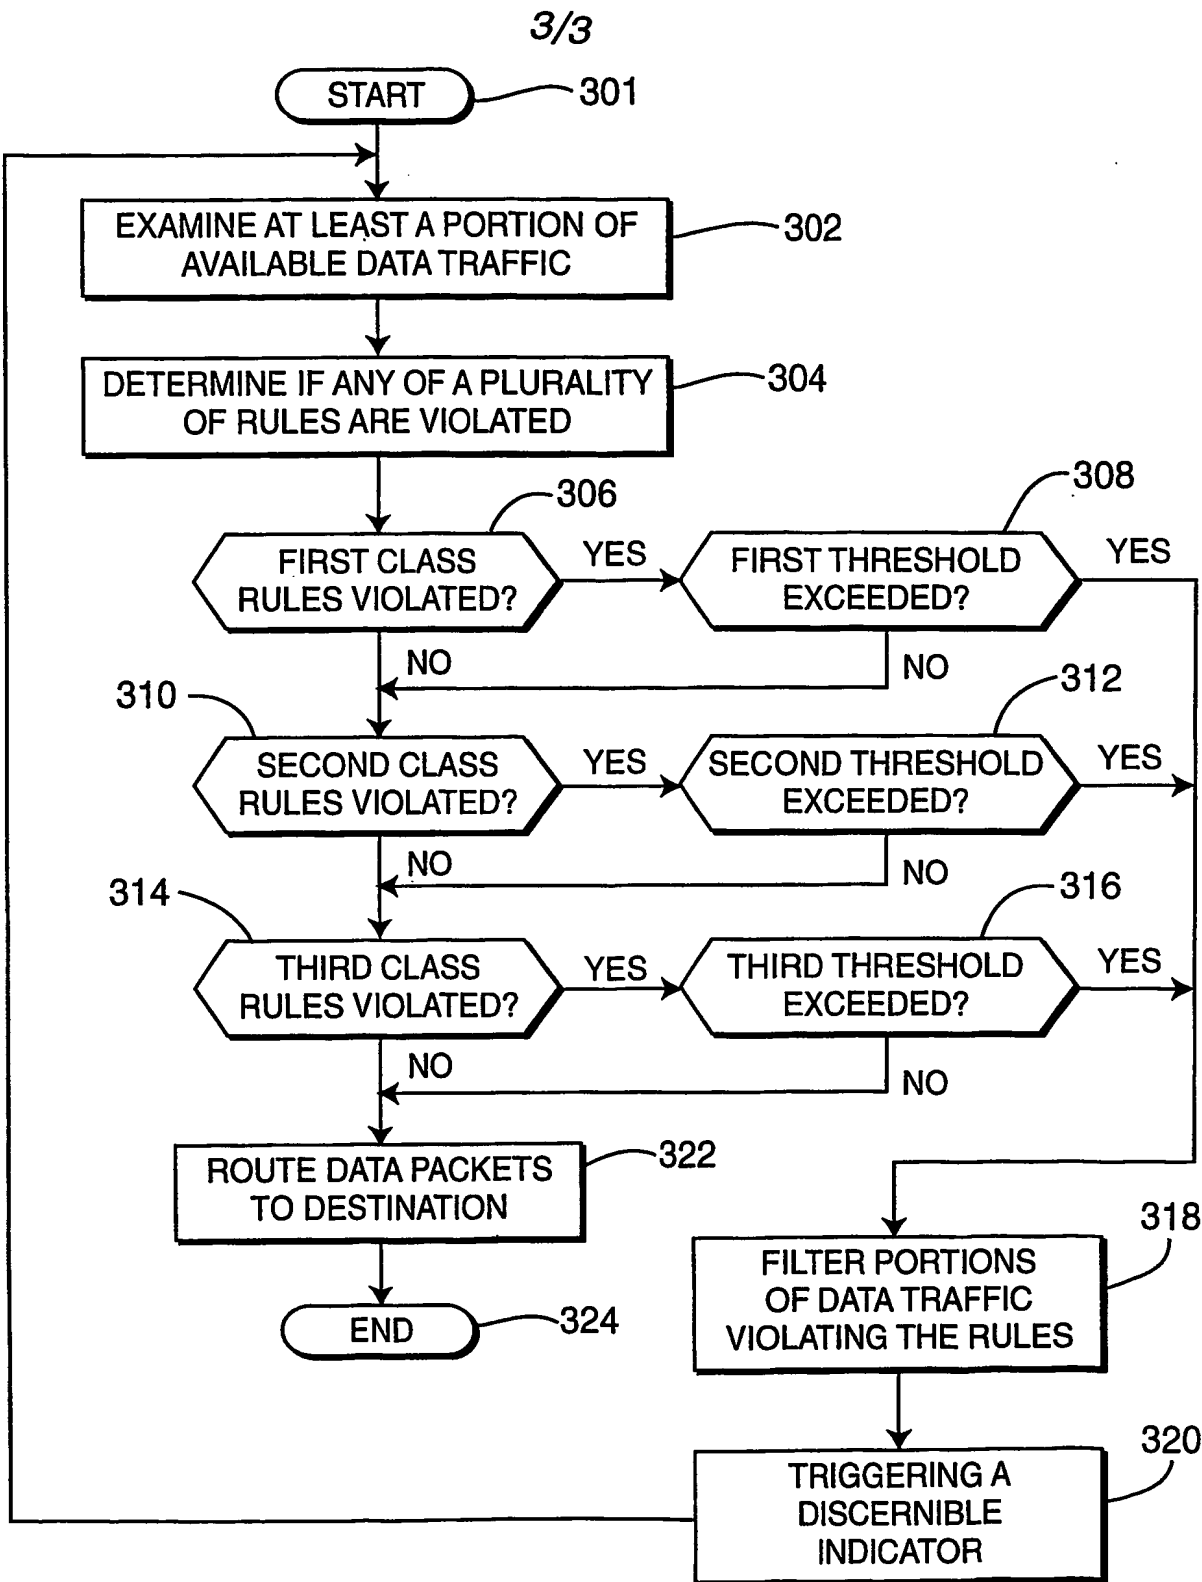 3/3
START
301
EXAMINE AT LEAST A PORTION OF
AVAILABLE DATA TRAFFIC
302
DETERMINE IF ANY OF A PLURALITY
OF RULES ARE VIOLATED
304
306
308
FIRST CLASS
RULES VIOLATED?
YES
FIRST THRESHOLD
EXCEEDED?
YES
NO
NO
310
312
SECOND CLASS
RULES VIOLATED?
YES
SECOND THRESHOLD
EXCEEDED?
YES
NO
NO
314
316
THIRD CLASS
RULES VIOLATED?
YES
THIRD THRESHOLD
EXCEEDED?
YES
NO
NO
ROUTE DATA PACKETS
TO DESTINATION
322
318
FILTER PORTIONS
OF DATA TRAFFIC
VIOLATING THE RULES
END
324
320
TRIGGERING A
DISCERNIBLE
INDICATOR